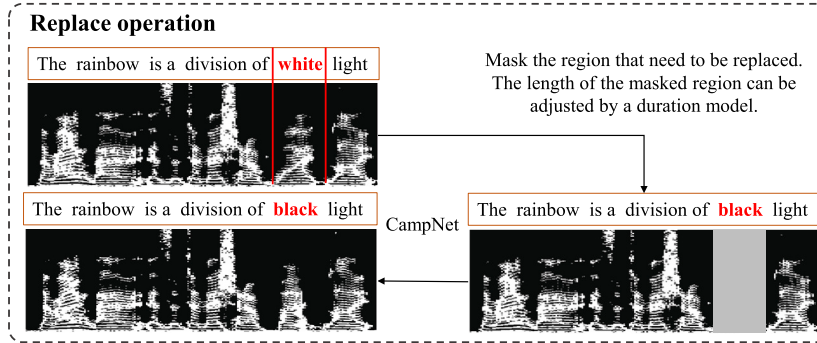 Replace operation
The rainbow is a division of white light
Mask the region that need to be replaced.
The length of the masked region can be
adjusted by a duration model.
The rainbow is a division of black light
CampNet
The rainbow is a division of black light